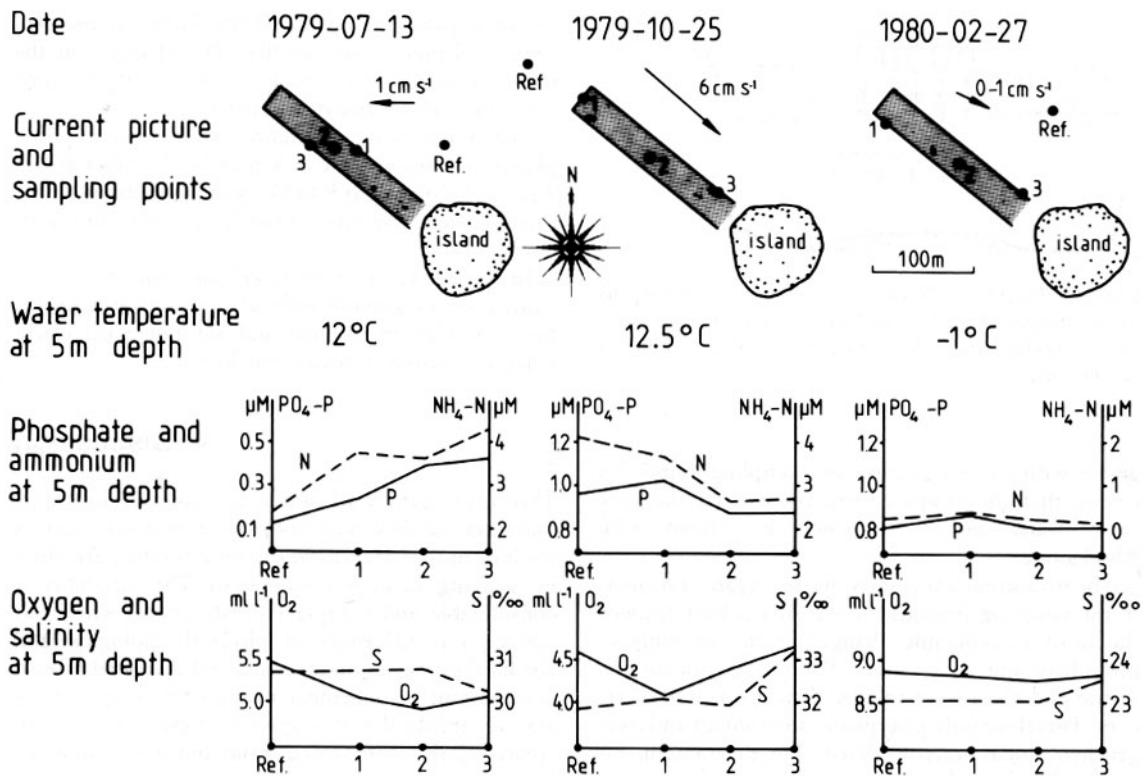 Date 1979-07-13 1979-10-25 1980-02-27
Current picture
and
sampling points
1 cm s⁻¹ Ref 6 cm s⁻¹ 0-1 cm s⁻¹
Ref.
3 2 1 Ref. N 1 2 3 1 2 3
island island island
100m
Water temperature
at 5m depth
12°C 12.5°C -1°C
Phosphate and
ammonium
at 5m depth
µM PO₄-P NH₄-N µM
0.5 4
0.3 3
0.1 2
N
P
Ref. 1 2 3
µM PO₄-P NH₄-N µM
1.2 4
1.0 3
0.8 2
N
P
Ref. 1 2 3
µM PO₄-P NH₄-N µM
1.2 2
1.0 1
0.8 0
N
P
Ref. 1 2 3
Oxygen and
salinity
at 5m depth
ml l⁻¹ O₂ S ‰
5.5 31
5.0 30
S
O₂
Ref. 1 2 3
ml l⁻¹ O₂ S ‰
4.5 33
4.0 32
O₂
S
Ref. 1 2 3
ml l⁻¹ O₂ S ‰
9.0 24
8.5 23
O₂
S
Ref. 1 2 3